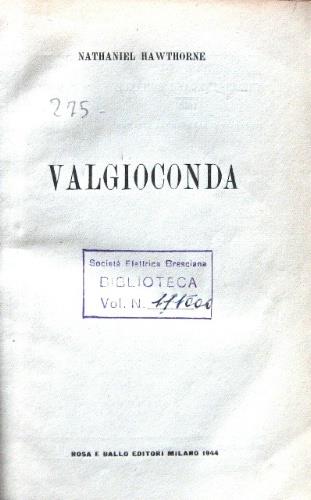 NATHANIEL HAWTHORNE
275-
VALGIOCONDA
Società Elettrica Bresciana
BIBLIOTECA
Vol. N.
ROSA E BALLO EDITORI MILANO 1944